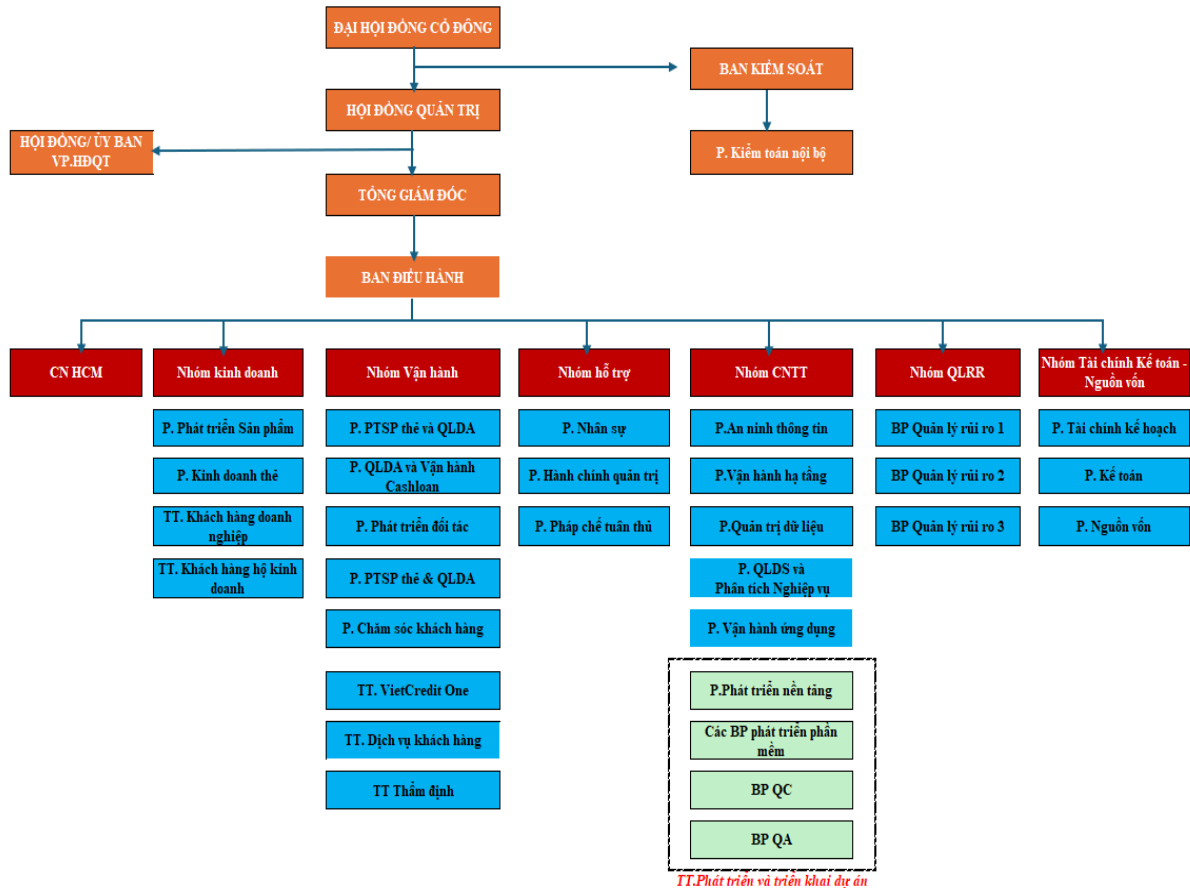 ĐẠI HỘI ĐỒNG CỔ ĐÔNG
BAN KIỂM SOÁT
HỘI ĐỒNG QUẢN TRỊ
HỘI ĐỒNG/ ỦY BAN
VP.HĐQT
P. Kiểm toán nội bộ
TỔNG GIÁM ĐỐC
BAN ĐIỀU HÀNH
CN HCM
Nhóm kinh doanh
P. Phát triển Sản phẩm
P. Kinh doanh thẻ
TT. Khách hàng doanh
nghiệp
TT. Khách hàng hộ kinh
doanh
Nhóm Vận hành
P. PTSP thẻ và QLDA
P. QLDA và Vận hành
Cashloan
P. Phát triển đối tác
P. PTSP thẻ & QLDA
P. Chăm sóc khách hàng
TT. VietCredit One
TT. Dịch vụ khách hàng
TT Thẩm định
Nhóm hỗ trợ
P. Nhân sự
P. Hành chính quản trị
P. Pháp chế tuân thủ
Nhóm CNTT
P.An ninh thông tin
P.Vận hành hạ tầng
P.Quản trị dữ liệu
P. QLDS và
Phân tích Nghiệp vụ
P. Vận hành ứng dụng
P.Phát triển nền tảng
Các BP phát triển phần
mềm
BP QC
BP QA
TT.Phát triển và triển khai dự án
Nhóm QLRR
BP Quản lý rủi ro 1
BP Quản lý rủi ro 2
BP Quản lý rủi ro 3
Nhóm Tài chính Kế toán -
Nguồn vốn
P. Tài chính kế hoạch
P. Kế toán
P. Nguồn vốn